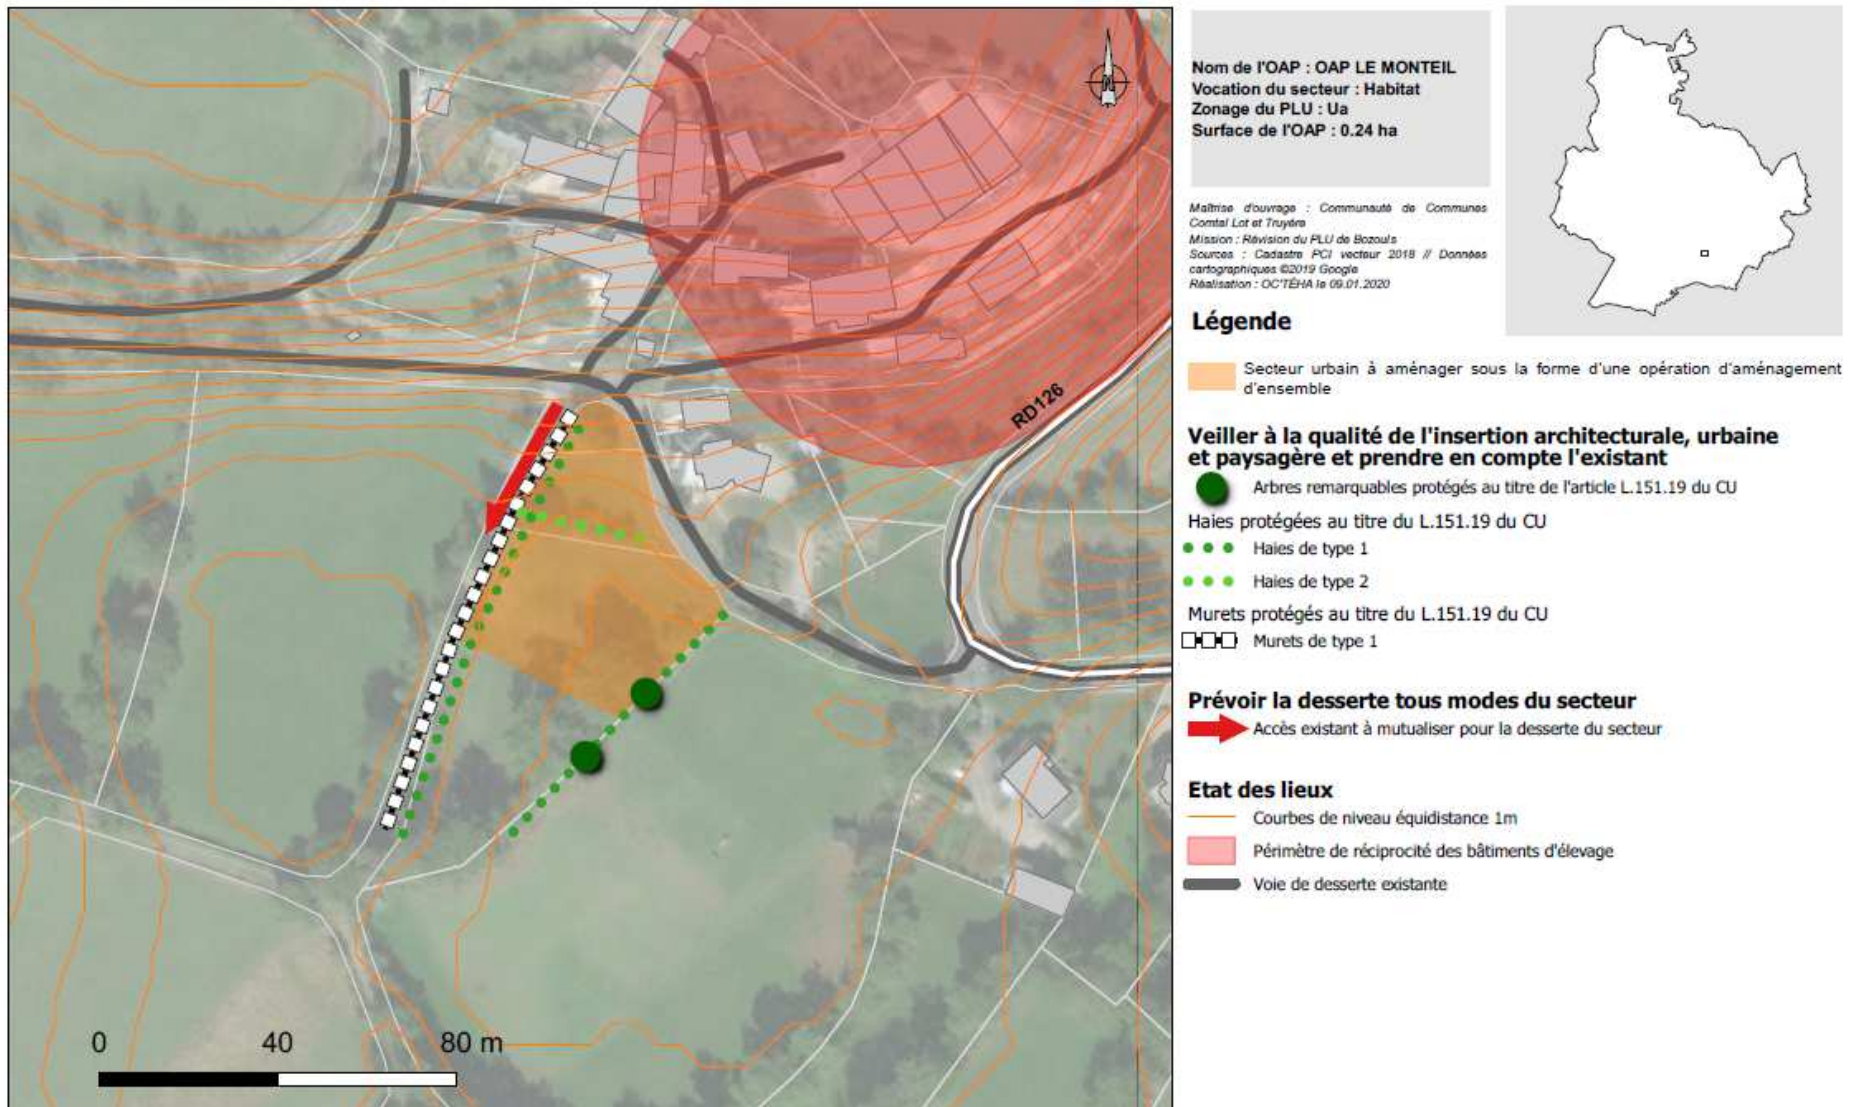 Nom de l'OAP : OAP LE MONTEIL
Vocation du secteur : Habitat
Zonage du PLU : Ua
Surface de l'OAP : 0.24 ha
Maîtrise d'ouvrage : Communauté de Communes
Comtal Lot et Truyère
Mission : Révision du PLU de Bozouls
Sources : Cadastre PCI vecteur 2018 // Données
cartographiques ©2019 Google
Réalisation : OC'TÉHA le 09.01.2020
Légende
Secteur urbain à aménager sous la forme d'une opération d'aménagement
d'ensemble
Veiller à la qualité de l'insertion architecturale, urbaine
et paysagère et prendre en compte l'existant
Arbres remarquables protégés au titre de l'article L.151.19 du CU
Haies protégées au titre du L.151.19 du CU
Haies de type 1
Haies de type 2
Murets protégés au titre du L.151.19 du CU
Murets de type 1
Prévoir la desserte tous modes du secteur
Accès existant à mutualiser pour la desserte du secteur
Etat des lieux
Courbes de niveau équidistance 1m
Périmètre de réciprocité des bâtiments d'élevage
Voie de desserte existante
RD126
0 40 80 m